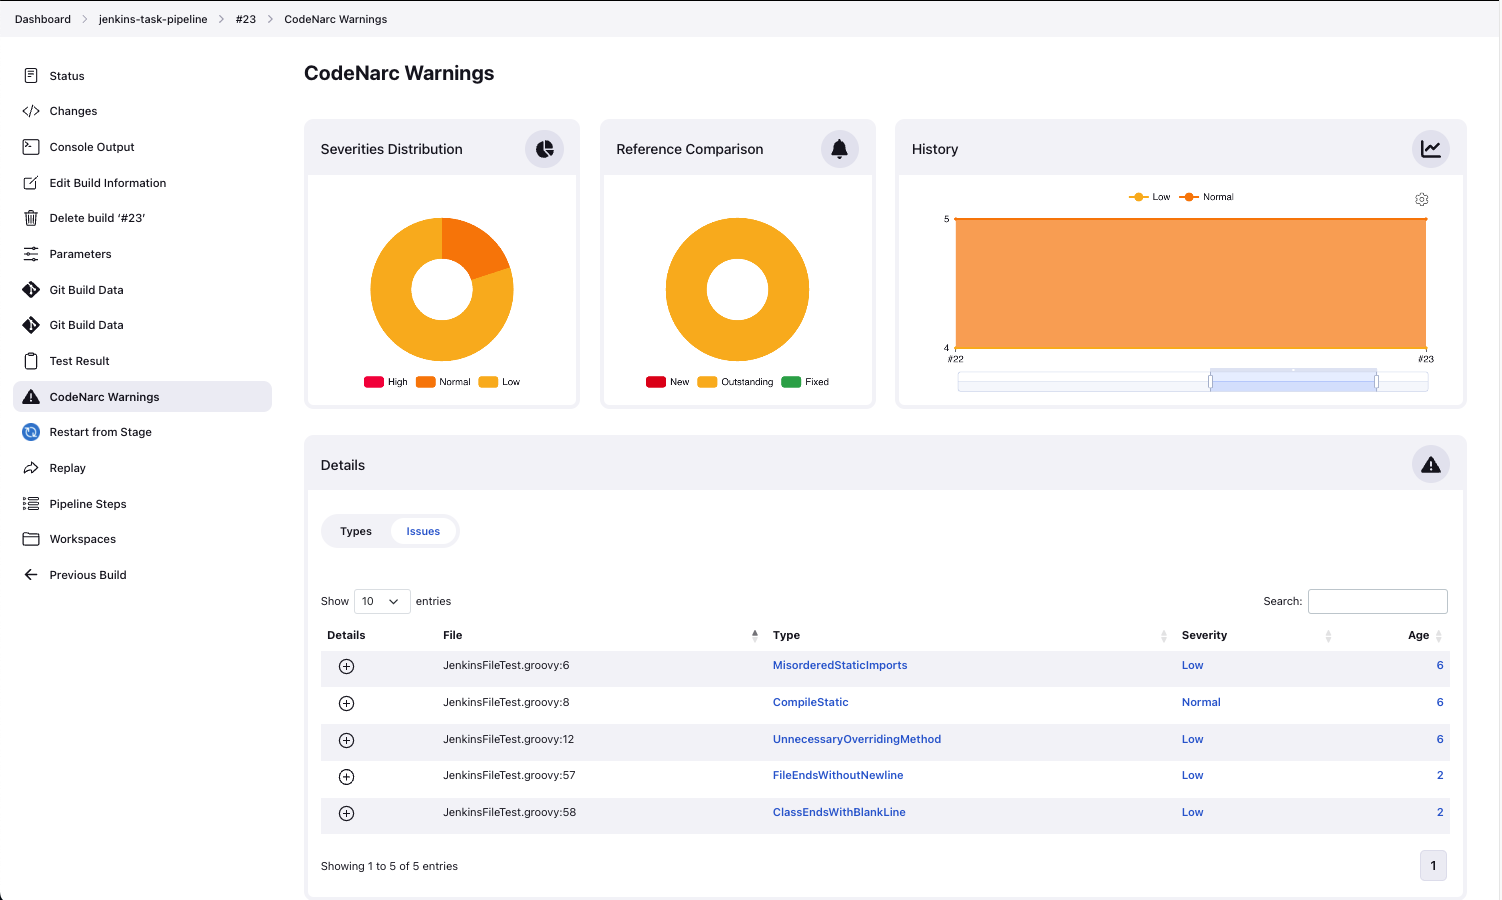 Dashboard > jenkins-task-pipeline > #23 > CodeNarc Warnings
Status
Changes
Console Output
Edit Build Information
Delete build ‘#23’
Parameters
Git Build Data
Git Build Data
Test Result
CodeNarc Warnings
Restart from Stage
Replay
Pipeline Steps
Workspaces
Previous Build
CodeNarc Warnings
Severities Distribution
High Normal Low
Reference Comparison
New Outstanding Fixed
History
Low Normal
5
4
#22 #23
Details
Types Issues
Show 10 entries Search:
Details File Type Severity Age
JenkinsFileTest.groovy:6 MisorderedStaticImports Low 6
JenkinsFileTest.groovy:8 CompileStatic Normal 6
JenkinsFileTest.groovy:12 UnnecessaryOverridingMethod Low 6
JenkinsFileTest.groovy:57 FileEndsWithoutNewline Low 2
JenkinsFileTest.groovy:58 ClassEndsWithBlankLine Low 2
Showing 1 to 5 of 5 entries 1